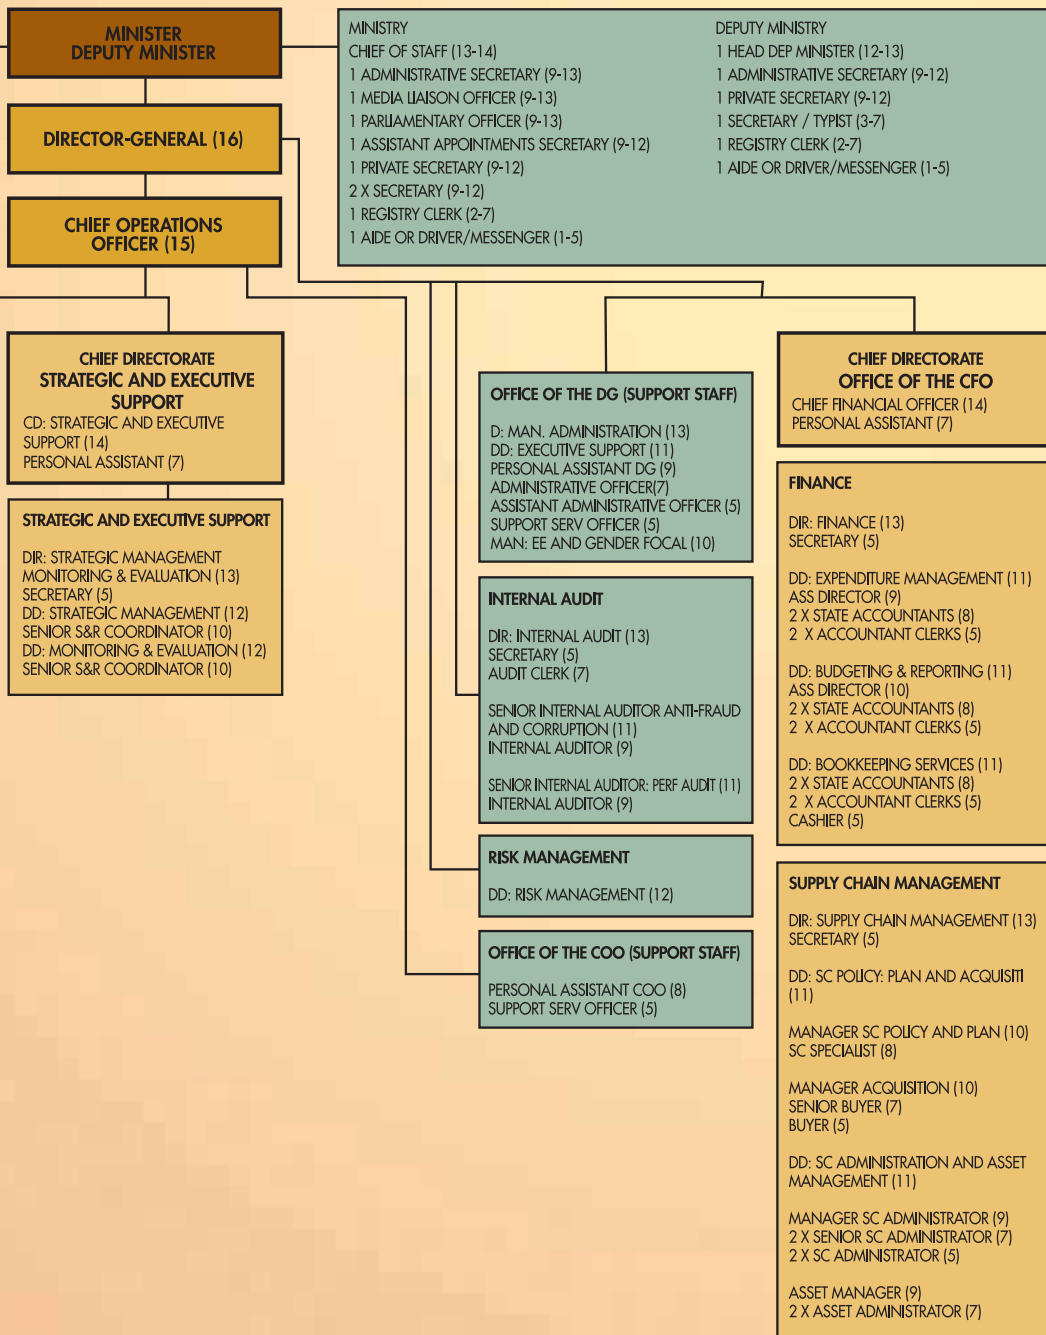 MINISTER
DEPUTY MINISTER
DIRECTOR-GENERAL (16)
CHIEF OPERATIONS
OFFICER (15)
MINISTRY
CHIEF OF STAFF (13-14)
1 ADMINISTRATIVE SECRETARY (9-13)
1 MEDIA LIAISON OFFICER (9-13)
1 PARLIAMENTARY OFFICER (9-13)
1 ASSISTANT APPOINTMENTS SECRETARY (9-12)
1 PRIVATE SECRETARY (9-12)
2 X SECRETARY (9-12)
1 REGISTRY CLERK (2-7)
1 AIDE OR DRIVER/MESSENGER (1-5)
DEPUTY MINISTRY
1 HEAD DEP MINISTER (12-13)
1 ADMINISTRATIVE SECRETARY (9-12)
1 PRIVATE SECRETARY (9-12)
1 SECRETARY / TYPIST (3-7)
1 REGISTRY CLERK (2-7)
1 AIDE OR DRIVER/MESSENGER (1-5)
CHIEF DIRECTORATE
STRATEGIC AND EXECUTIVE
SUPPORT
CD: STRATEGIC AND EXECUTIVE
SUPPORT (14)
PERSONAL ASSISTANT (7)
STRATEGIC AND EXECUTIVE SUPPORT
DIR: STRATEGIC MANAGEMENT
MONITORING & EVALUATION (13)
SECRETARY (5)
DD: STRATEGIC MANAGEMENT (12)
SENIOR S&R COORDINATOR (10)
DD: MONITORING & EVALUATION (12)
SENIOR S&R COORDINATOR (10)
OFFICE OF THE DG (SUPPORT STAFF)
D: MAN. ADMINISTRATION (13)
DD: EXECUTIVE SUPPORT (11)
PERSONAL ASSISTANT DG (9)
ADMINISTRATIVE OFFICER(7)
ASSISTANT ADMINISTRATIVE OFFICER (5)
SUPPORT SERV OFFICER (5)
MAN: EE AND GENDER FOCAL (10)
INTERNAL AUDIT
DIR: INTERNAL AUDIT (13)
SECRETARY (5)
AUDIT CLERK (7)
SENIOR INTERNAL AUDITOR ANTI-FRAUD
AND CORRUPTION (11)
INTERNAL AUDITOR (9)
SENIOR INTERNAL AUDITOR: PERF AUDIT (11)
INTERNAL AUDITOR (9)
RISK MANAGEMENT
DD: RISK MANAGEMENT (12)
OFFICE OF THE COO (SUPPORT STAFF)
PERSONAL ASSISTANT COO (8)
SUPPORT SERV OFFICER (5)
CHIEF DIRECTORATE
OFFICE OF THE CFO
CHIEF FINANCIAL OFFICER (14)
PERSONAL ASSISTANT (7)
FINANCE
DIR: FINANCE (13)
SECRETARY (5)
DD: EXPENDITURE MANAGEMENT (11)
ASS DIRECTOR (9)
2 X STATE ACCOUNTANTS (8)
2 X ACCOUNTANT CLERKS (5)
DD: BUDGETING & REPORTING (11)
ASS DIRECTOR (10)
2 X STATE ACCOUNTANTS (8)
2 X ACCOUNTANT CLERKS (5)
DD: BOOKKEEPING SERVICES (11)
2 X STATE ACCOUNTANTS (8)
2 X ACCOUNTANT CLERKS (5)
CASHIER (5)
SUPPLY CHAIN MANAGEMENT
DIR: SUPPLY CHAIN MANAGEMENT (13)
SECRETARY (5)
DD: SC POLICY: PLAN AND ACQUISITI
(11)
MANAGER SC POLICY AND PLAN (10)
SC SPECIALIST (8)
MANAGER ACQUISITION (10)
SENIOR BUYER (7)
BUYER (5)
DD: SC ADMINISTRATION AND ASSET
MANAGEMENT (11)
MANAGER SC ADMINISTRATOR (9)
2 X SENIOR SC ADMINISTRATOR (7)
2 X SC ADMINISTRATOR (5)
ASSET MANAGER (9)
2 X ASSET ADMINISTRATOR (7)